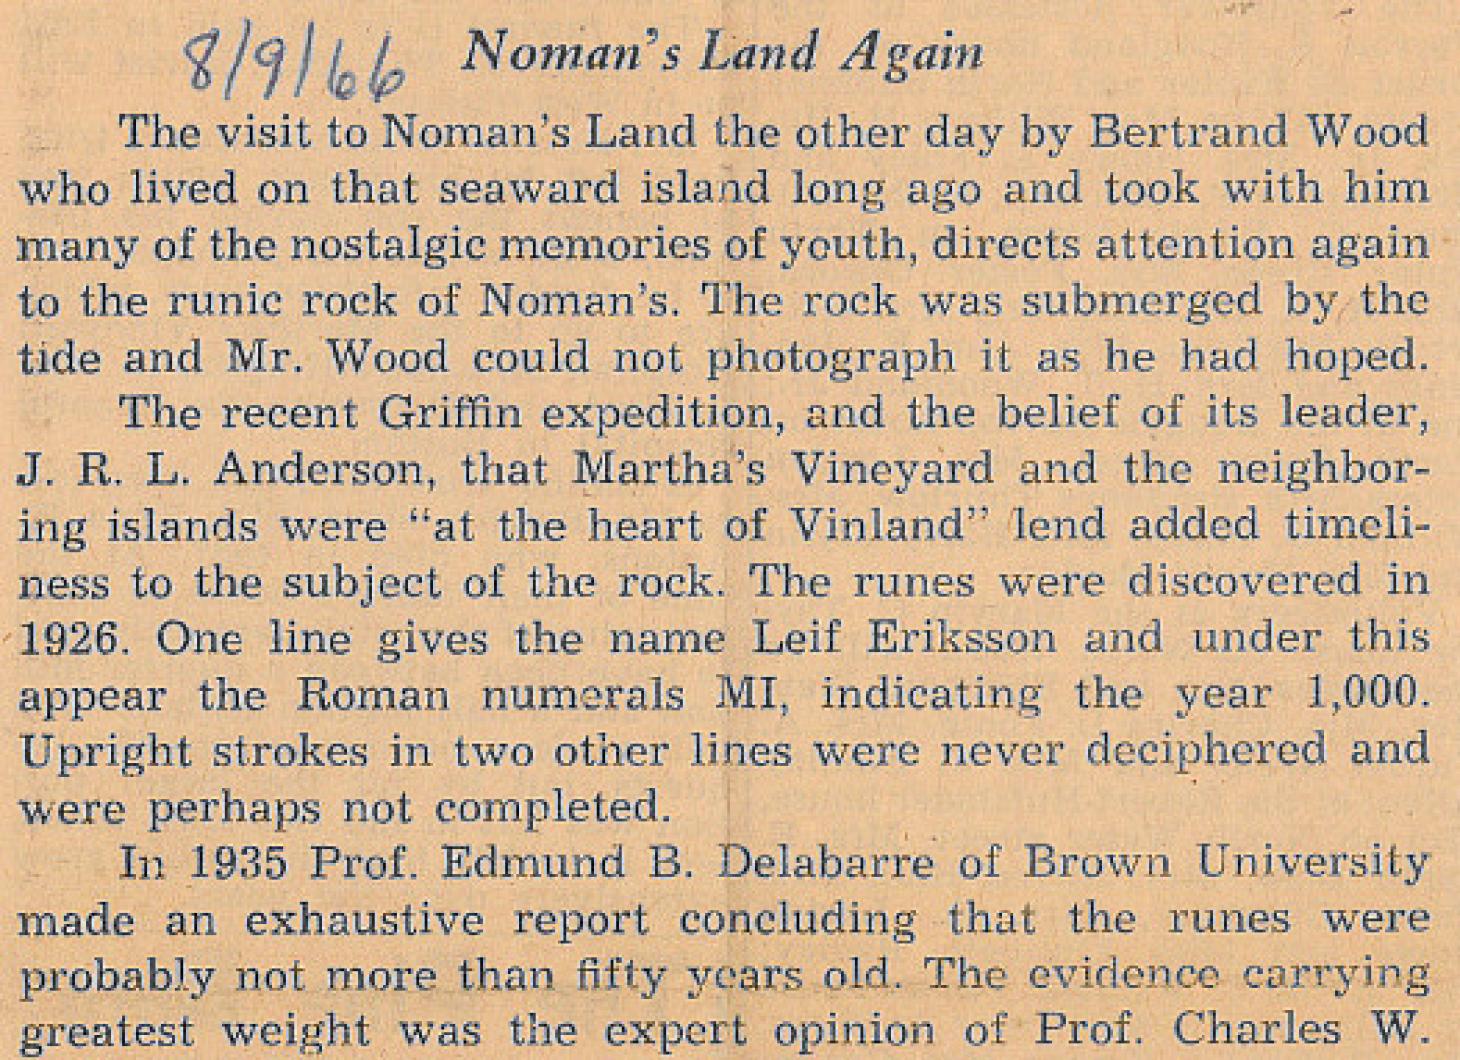 8/9/66 Noman's Land Again
The visit to Noman's Land the other day by Bertrand Wood
who lived on that seaward island long ago and took with him
many of the nostalgic memories of youth, directs attention again
to the runic rock of Noman's. The rock was submerged by the
tide and Mr. Wood could not photograph it as he had hoped.
The recent Griffin expedition, and the belief of its leader,
J. R. L. Anderson, that Martha's Vineyard and the neighbor-
ing islands were “at the heart of Vinland” lend added timeli-
ness to the subject of the rock. The runes were discovered in
1926. One line gives the name Leif Eriksson and under this
appear the Roman numerals MI, indicating the year 1,000.
Upright strokes in two other lines were never deciphered and
were perhaps not completed.
In 1935 Prof. Edmund B. Delabarre of Brown University
made an exhaustive report concluding that the runes were
probably not more than fifty years old. The evidence carrying
greatest weight was the expert opinion of Prof. Charles W.